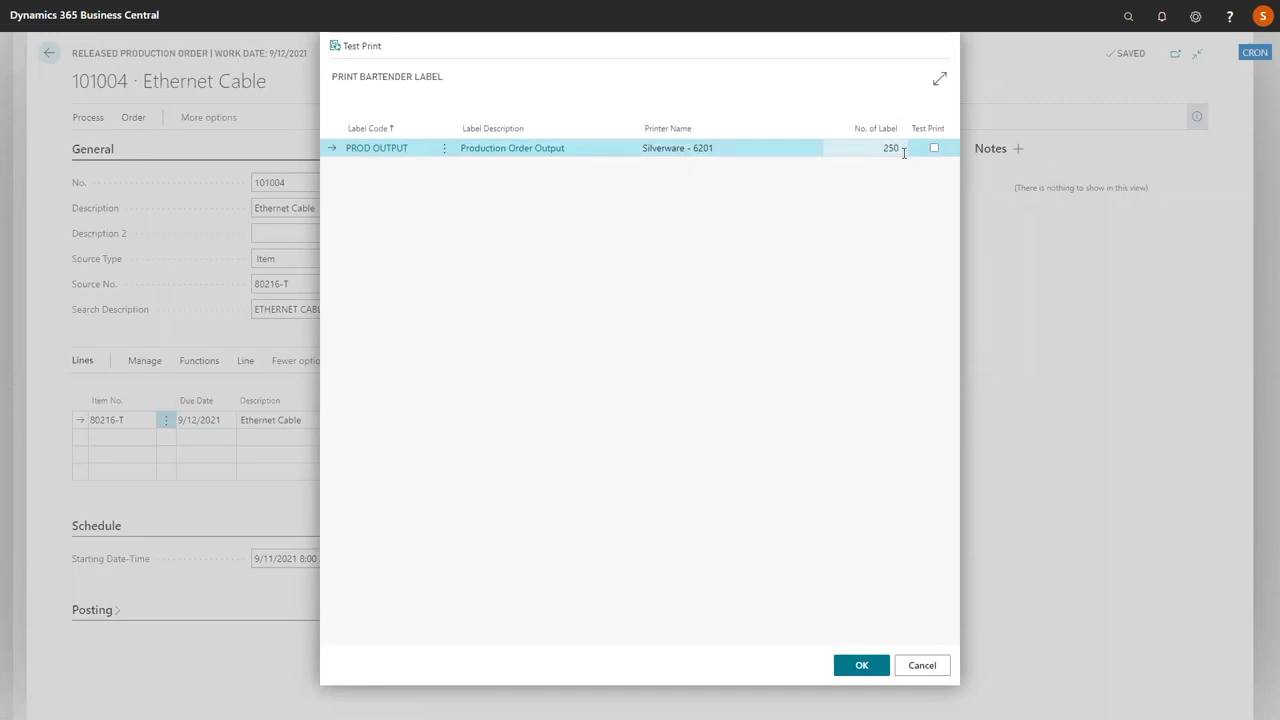 Dynamics 365 Business Central
?
S
RELEASED PRODUCTION ORDER | WORK DATE: 9/12/2021
SAVED
CRON
101004 · Ethernet Cable
Process
Order
More options
General
No.
101004
Description
Ethernet Cable
Description 2
Source Type
Item
Source No.
80216-T
Search Description
ETHERNET CABL
Lines
Manage
Functions
Line
Fewer optio
Item No.
Due Date
Description
80216-T
9/12/2021
Ethernet Cable
Schedule
Starting Date-Time
9/11/2021 8:00
Posting
Test Print
PRINT BARTENDER LABEL
Label Code ↑
Label Description
Printer Name
No. of Label
Test Print
PROD OUTPUT
Production Order Output
Silverware - 6201
250
OK
Cancel
Notes
(There is nothing to show in this view)